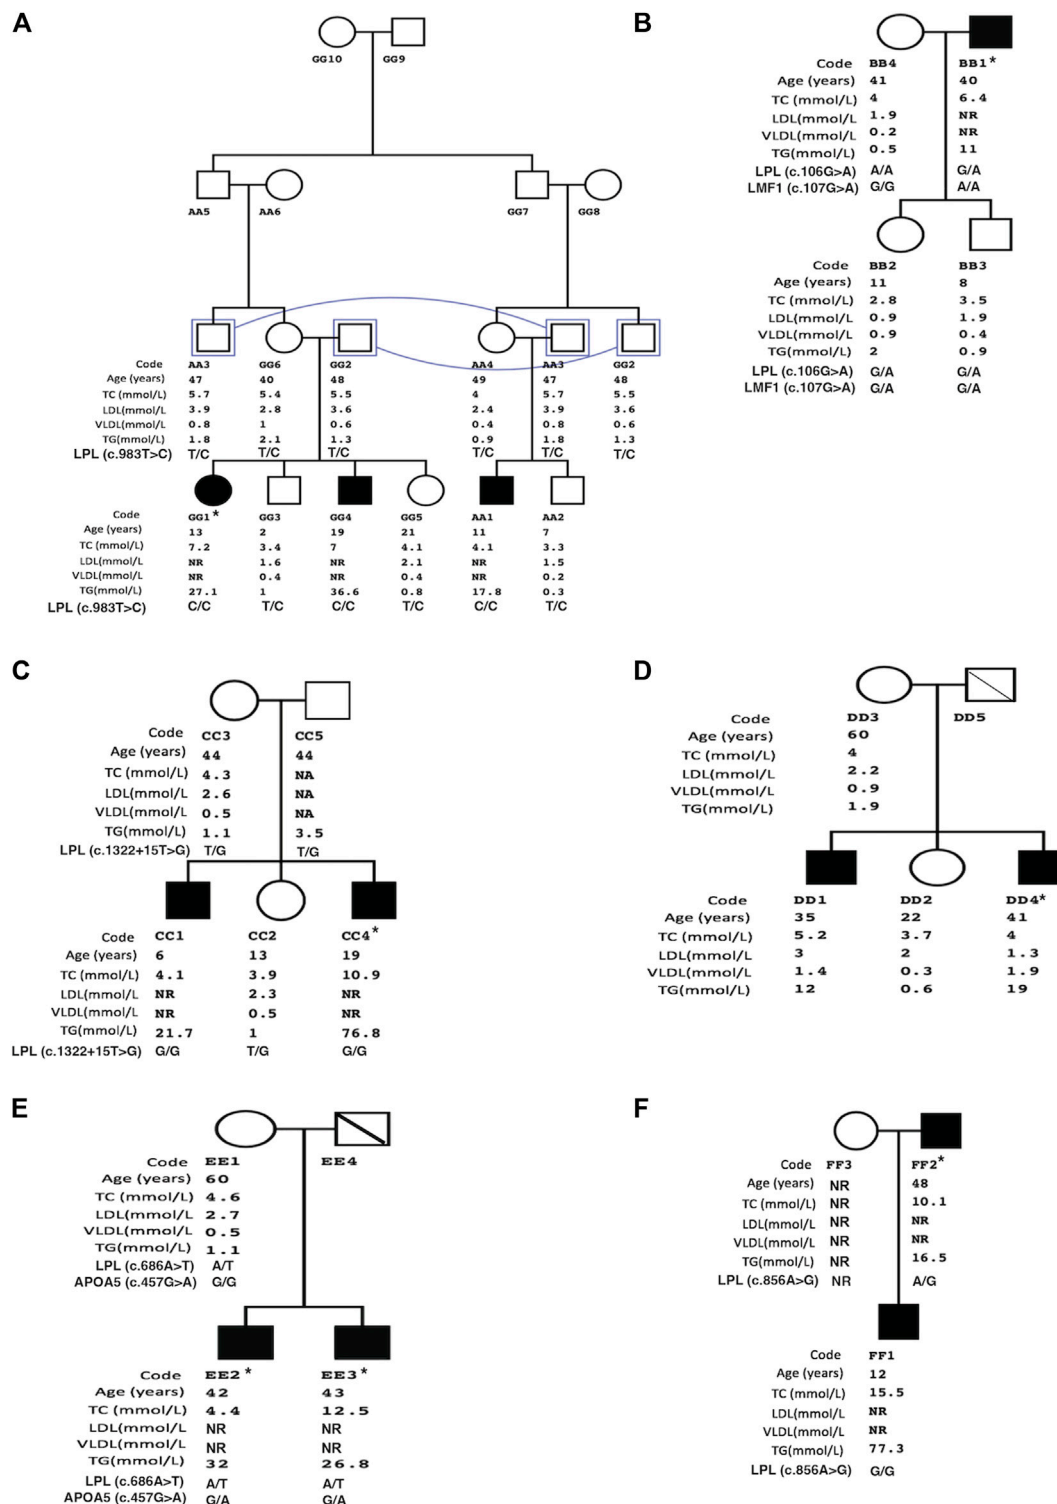 A
GG10 GG9
AA5 AA6 GG7 GG8
Code AA3 GG6 GG2 AA4 AA3 GG2
Age (years) 47 40 48 49 47 48
TC (mmol/L) 5.7 5.4 5.5 4 5.7 5.5
LDL(mmol/L 3.9 2.8 3.6 2.4 3.9 3.6
VLDL(mmol/L 0.8 1 0.6 0.4 0.8 0.6
TG(mmol/L) 1.8 2.1 1.3 0.9 1.8 1.3
LPL (c.983T>C) T/C T/C T/C T/C T/C T/C
Code GG1* GG3 GG4 GG5 AA1 AA2
Age (years) 13 2 19 21 11 7
TC (mmol/L) 7.2 3.4 7 4.1 4.1 3.3
LDL(mmol/L NR 1.6 NR 2.1 NR 1.5
VLDL(mmol/L NR 0.4 NR 0.4 NR 0.2
TG(mmol/L) 27.1 1 36.6 0.8 17.8 0.3
LPL (c.983T>C) C/C T/C C/C T/C C/C T/C
B
Code BB4 BB1*
Age (years) 41 40
TC (mmol/L) 4 6.4
LDL(mmol/L 1.9 NR
VLDL(mmol/L 0.2 NR
TG(mmol/L) 0.5 11
LPL (c.106G>A) A/A G/A
LMF1 (c.107G>A) G/G A/A
Code BB2 BB3
Age (years) 11 8
TC (mmol/L) 2.8 3.5
LDL(mmol/L) 0.9 1.9
VLDL(mmol/L) 0.9 0.4
TG(mmol/L) 2 0.9
LPL (c.106G>A) G/A G/A
LMF1 (c.107G>A) G/A G/A
C
Code CC3 CC5
Age (years) 44 44
TC (mmol/L) 4.3 NA
LDL(mmol/L) 2.6 NA
VLDL(mmol/L 0.5 NA
TG(mmol/L) 1.1 3.5
LPL (c.1322+15T>G) T/G T/G
Code CC1 CC2 CC4*
Age (years) 6 13 19
TC (mmol/L) 4.1 3.9 10.9
LDL(mmol/L NR 2.3 NR
VLDL(mmol/L NR 0.5 NR
TG(mmol/L) 21.7 1 76.8
LPL (c.1322+15T>G) G/G T/G G/G
D
Code DD3 DD5
Age (years) 60
TC (mmol/L) 4
LDL(mmol/L) 2.2
VLDL(mmol/L 0.9
TG(mmol/L) 1.9
Code DD1 DD2 DD4*
Age (years) 35 22 41
TC (mmol/L) 5.2 3.7 4
LDL(mmol/L 3 2 1.3
VLDL(mmol/L) 1.4 0.3 1.9
TG(mmol/L) 12 0.6 19
E
Code EE1 EE4
Age (years) 60
TC (mmol/L) 4.6
LDL(mmol/L 2.7
VLDL(mmol/L 0.5
TG(mmol/L) 1.1
LPL (c.686A>T) A/T
APOA5 (c.457G>A) G/G
Code EE2* EE3*
Age (years) 42 43
TC (mmol/L) 4.4 12.5
LDL(mmol/L NR NR
VLDL(mmol/L NR NR
TG(mmol/L) 32 26.8
LPL (c.686A>T) A/T A/T
APOA5 (c.457G>A) G/A G/A
F
Code FF3 FF2*
Age (years) NR 48
TC (mmol/L) NR 10.1
LDL(mmol/L NR NR
VLDL(mmol/L) NR NR
TG(mmol/L) NR 16.5
LPL (c.856A>G) NR A/G
Code FF1
Age (years) 12
TC (mmol/L) 15.5
LDL(mmol/L NR
VLDL(mmol/L NR
TG(mmol/L) 77.3
LPL (c.856A>G) G/G